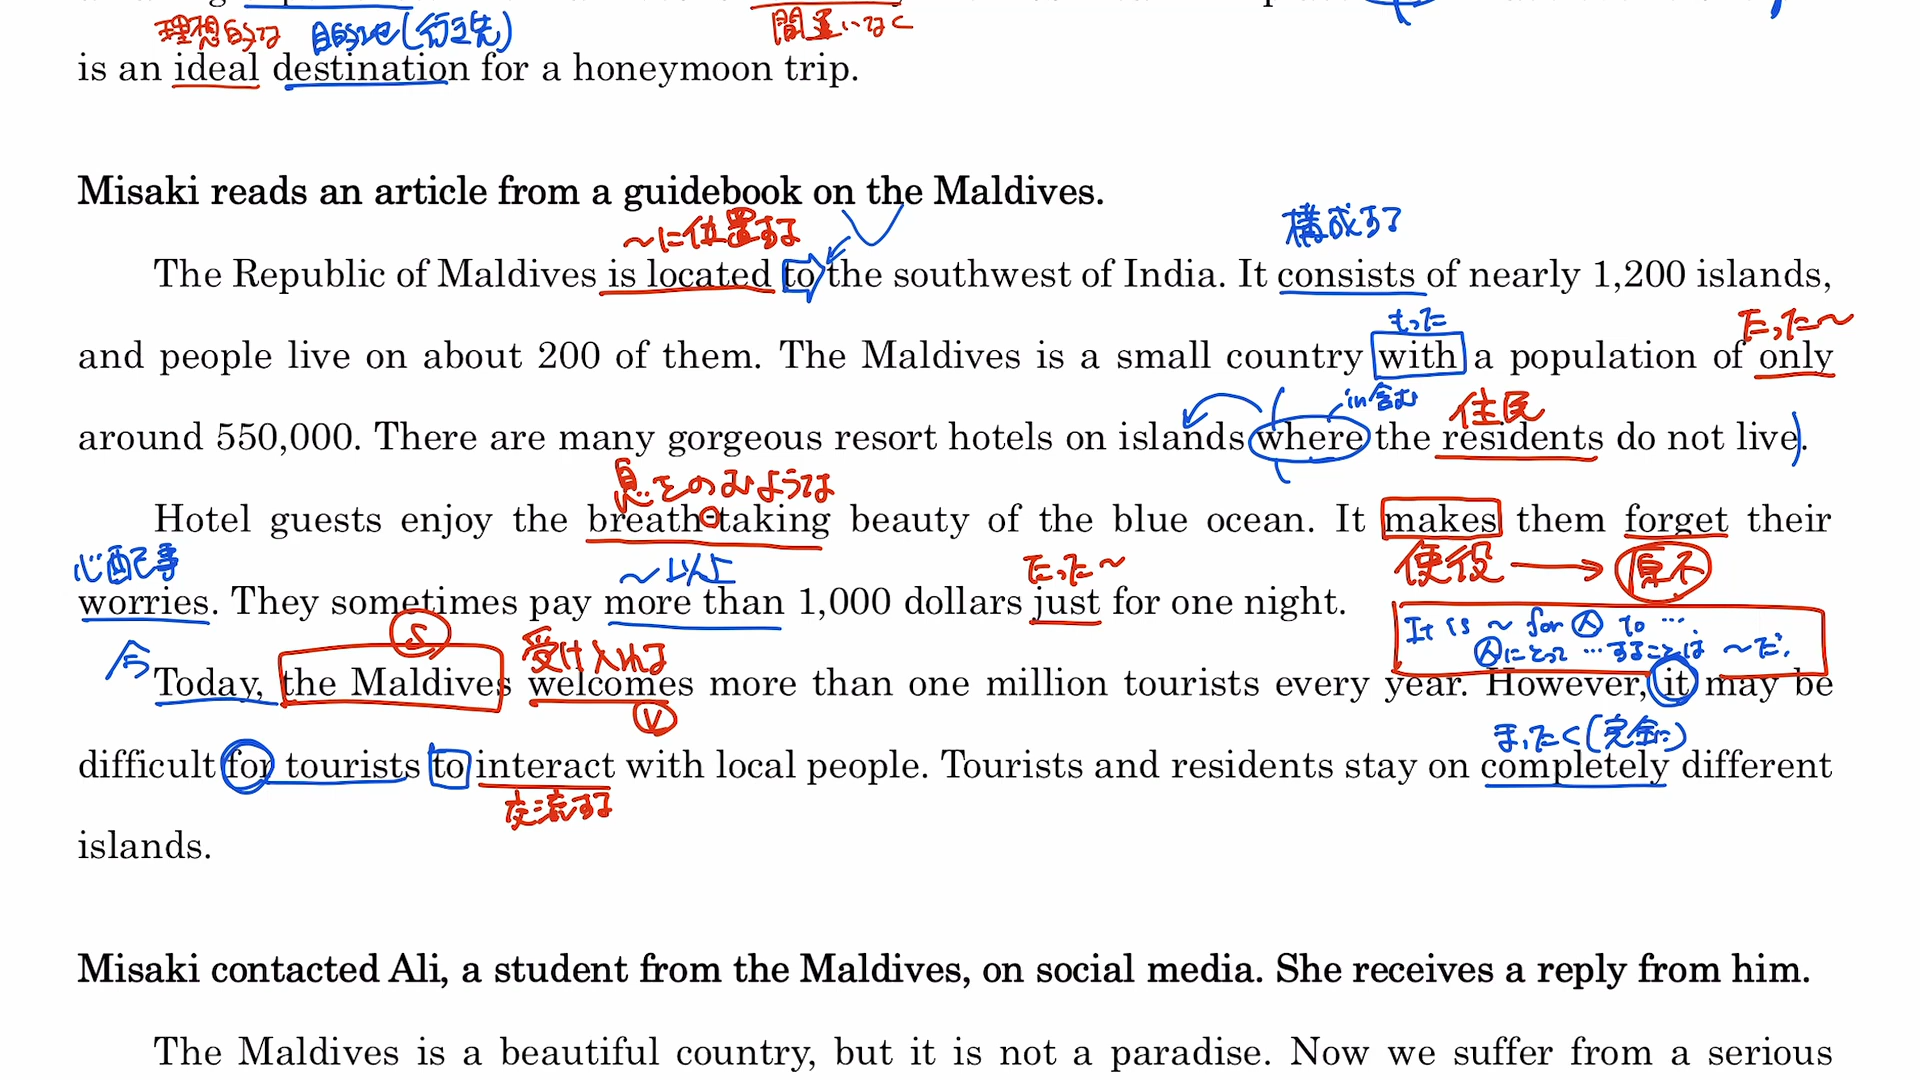 理想的な 目的地(行き先) 間違いなく
is an ideal destination for a honeymoon trip.
Misaki reads an article from a guidebook on the Maldives.
〜に位置する 構成する
The Republic of Maldives is located to the southwest of India. It consists of nearly 1,200 islands,
もった たった〜
and people live on about 200 of them. The Maldives is a small country with a population of only
in含む 住民
around 550,000. There are many gorgeous resort hotels on islands where the residents do not live).
息をのむような
Hotel guests enjoy the breath-taking beauty of the blue ocean. It makes them forget their
心配事 〜以上 たった〜 使役 → 原不
worries. They sometimes pay more than 1,000 dollars just for one night.
It is 〜 for 人 to ….
人にとって …することは 〜だ.
今 S 受け入れる
Today, the Maldives welcomes more than one million tourists every year. However, it may be
V まったく(完全に)
difficult for tourists to interact with local people. Tourists and residents stay on completely different
交流する
islands.
Misaki contacted Ali, a student from the Maldives, on social media. She receives a reply from him.
The Maldives is a beautiful country, but it is not a paradise. Now we suffer from a serious